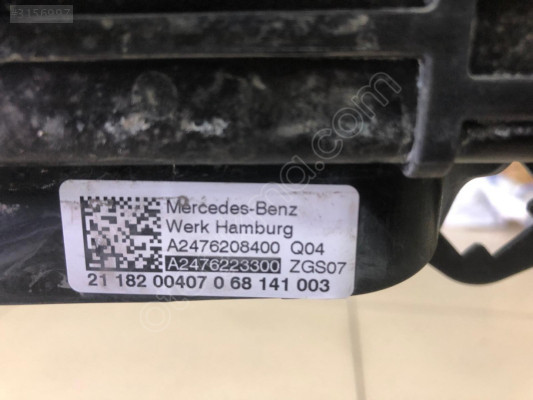 Mercedes-Benz
Werk Hamburg
A2476208400 Q04
A2476223300 ZGS07
21 182 00407 0 68 141 003